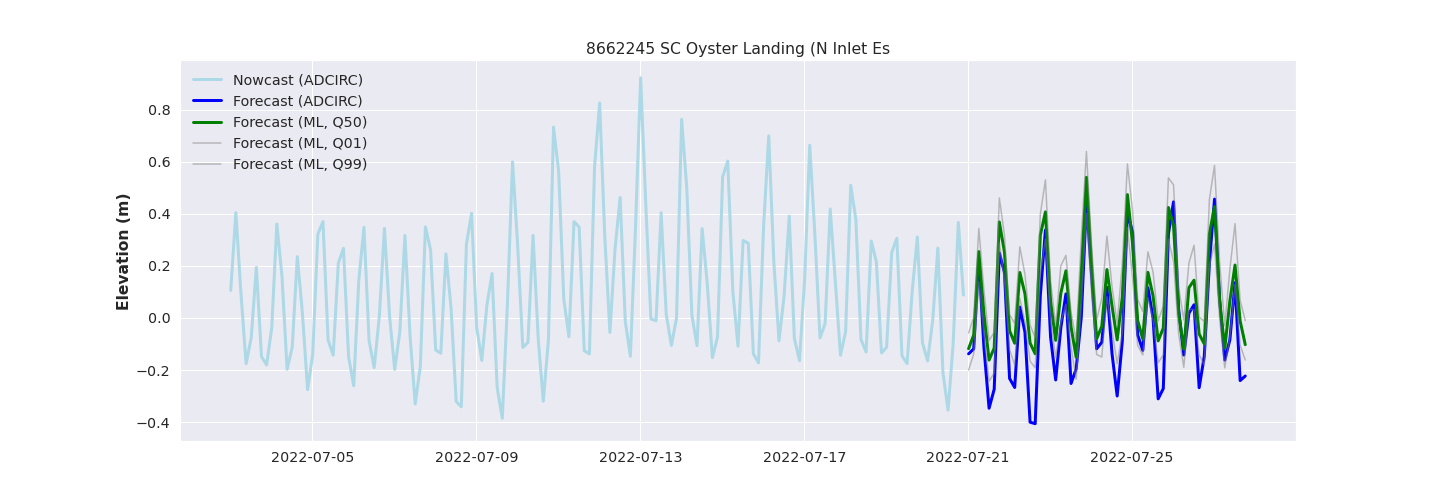 8662245 SC Oyster Landing (N Inlet Es
Nowcast (ADCIRC)
Forecast (ADCIRC)
Forecast (ML, Q50)
Forecast (ML, Q01)
Forecast (ML, Q99)
Elevation (m)
0.8
0.6
0.4
0.2
0.0
−0.2
−0.4
2022-07-05
2022-07-09
2022-07-13
2022-07-17
2022-07-21
2022-07-25